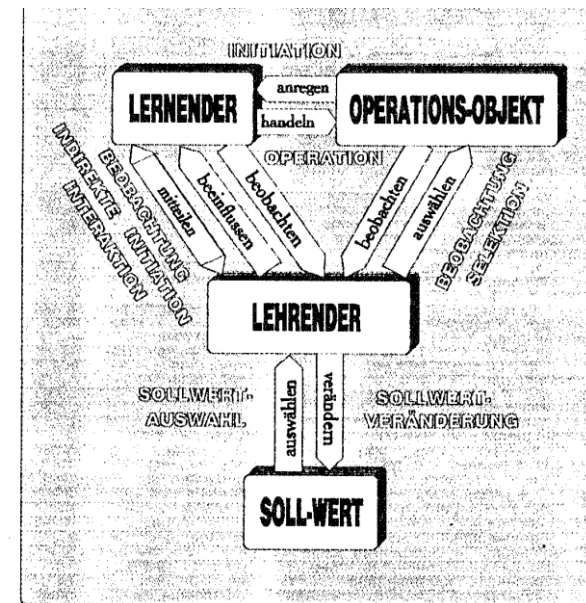 INITIATION
LERNENDER
anregen
handeln
OPERATIONS-OBJEKT
OPERATION
INDIREKTE
INTERAKTION
BEOBACHTUNG
INITIATION
mitteilen
beeinflussen
beobachten
beobachten
auswählen
BEOBACHTUNG
SELEKTION
LEHRENDER
SOLLWERT-
AUSWAHL
auswählen
verändern
SOLLWERT-
VERÄNDERUNG
SOLL-WERT